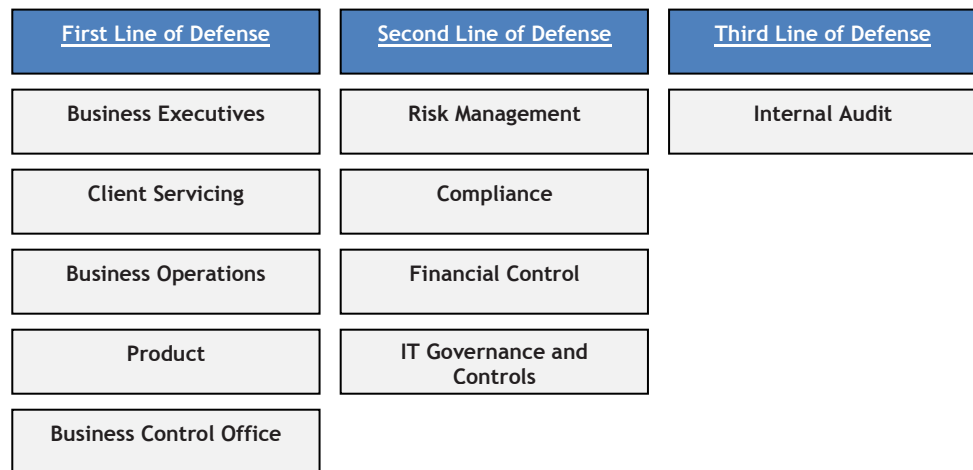 First Line of Defense
Second Line of Defense
Third Line of Defense
Business Executives
Risk Management
Internal Audit
Client Servicing
Compliance
Business Operations
Financial Control
Product
IT Governance and
Controls
Business Control Office